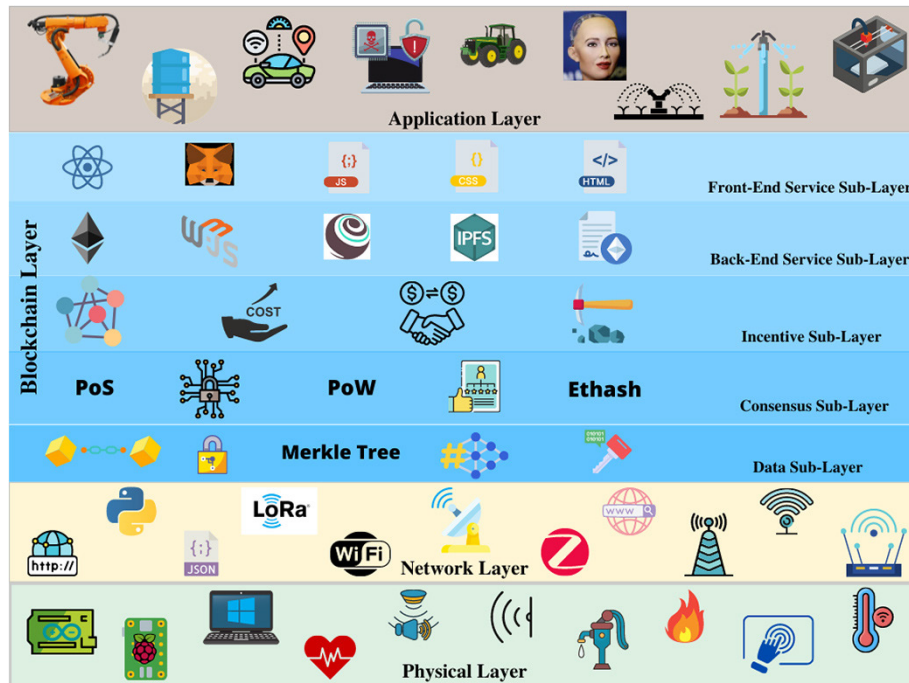 Application Layer
Blockchain Layer
JS
CSS
</>
HTML
Front-End Service Sub-Layer
W3JS
IPFS
Back-End Service Sub-Layer
COST
Incentive Sub-Layer
PoS
PoW
Ethash
Consensus Sub-Layer
Merkle Tree
010101
010101
Data Sub-Layer
LoRa
www
http://
JSON
WiFi
Network Layer
Physical Layer